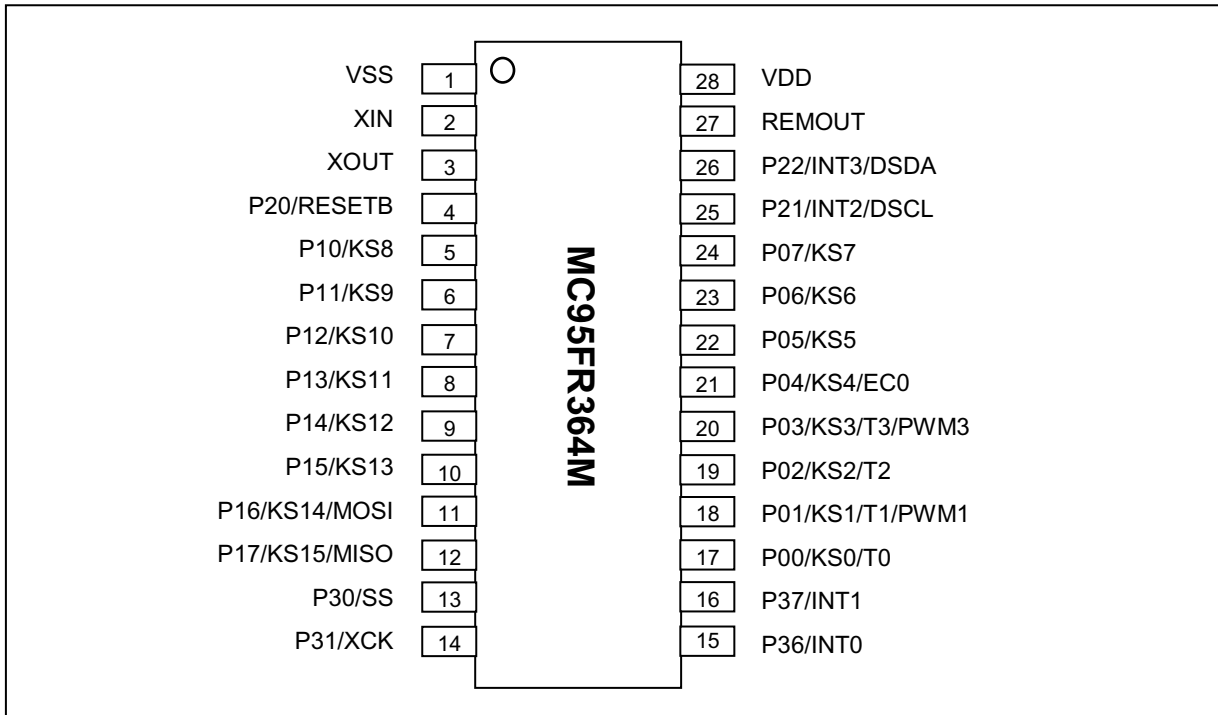 VSS 1 28 VDD
XIN 2 27 REMOUT
XOUT 3 26 P22/INT3/DSDA
P20/RESETB 4 25 P21/INT2/DSCL
P10/KS8 5 24 P07/KS7
P11/KS9 6 23 P06/KS6
P12/KS10 7 22 P05/KS5
P13/KS11 8 21 P04/KS4/EC0
P14/KS12 9 20 P03/KS3/T3/PWM3
P15/KS13 10 19 P02/KS2/T2
P16/KS14/MOSI 11 18 P01/KS1/T1/PWM1
P17/KS15/MISO 12 17 P00/KS0/T0
P30/SS 13 16 P37/INT1
P31/XCK 14 15 P36/INT0
MC95FR364M